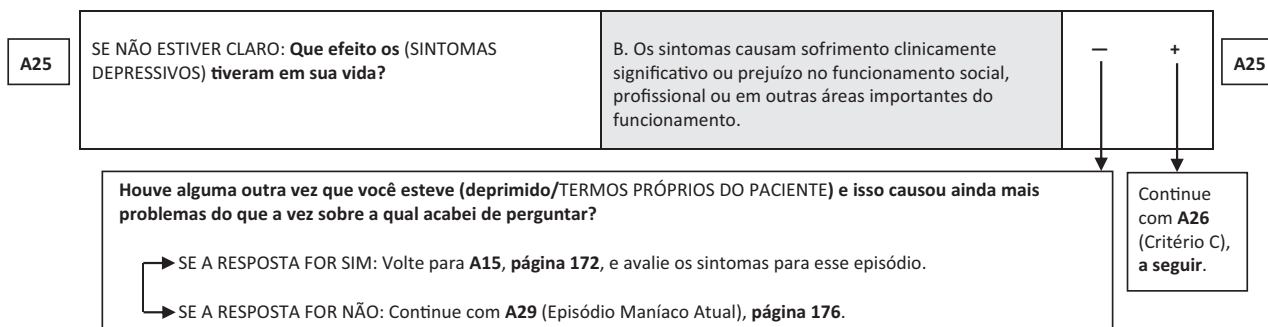 A25
SE NÃO ESTIVER CLARO: Que efeito os (SINTOMAS
DEPRESSIVOS) tiveram em sua vida?
B. Os sintomas causam sofrimento clinicamente
significativo ou prejuízo no funcionamento social,
profissional ou em outras áreas importantes do
funcionamento.
— +
A25
Houve alguma outra vez que você esteve (deprimido/TERMOS PRÓPRIOS DO PACIENTE) e isso causou ainda mais
problemas do que a vez sobre a qual acabei de perguntar?
SE A RESPOSTA FOR SIM: Volte para A15, página 172, e avalie os sintomas para esse episódio.
SE A RESPOSTA FOR NÃO: Continue com A29 (Episódio Maníaco Atual), página 176.
Continue
com A26
(Critério C),
a seguir.